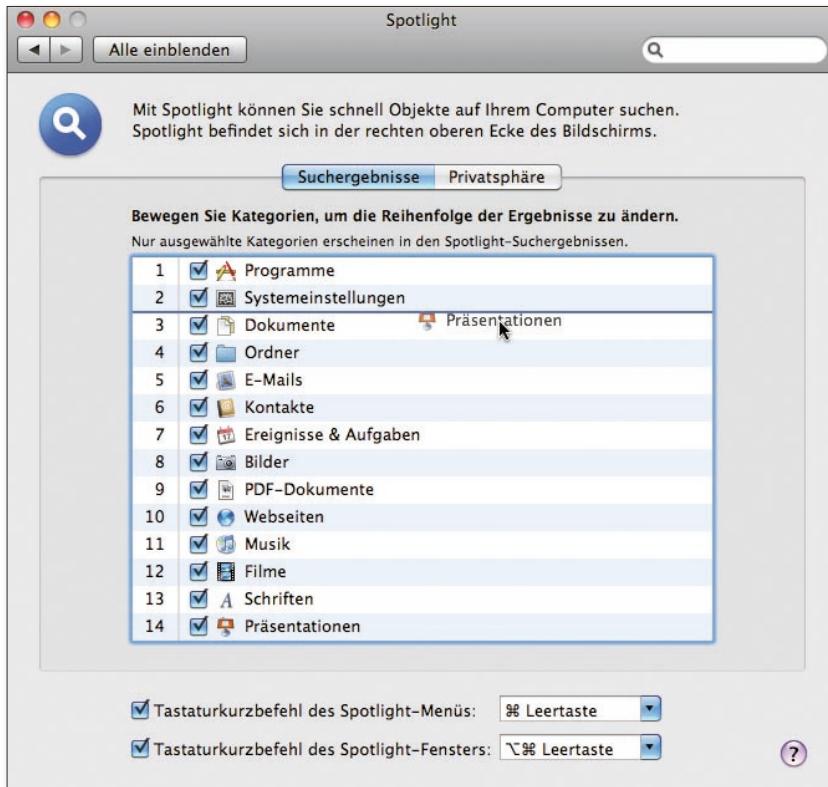 Spotlight
Alle einblenden
Mit Spotlight können Sie schnell Objekte auf Ihrem Computer suchen.
Spotlight befindet sich in der rechten oberen Ecke des Bildschirms.
Suchergebnisse Privatsphäre
Bewegen Sie Kategorien, um die Reihenfolge der Ergebnisse zu ändern.
Nur ausgewählte Kategorien erscheinen in den Spotlight-Suchergebnissen.
1 Programme
2 Systemeinstellungen
3 Dokumente Präsentationen
4 Ordner
5 E-Mails
6 Kontakte
7 Ereignisse & Aufgaben
8 Bilder
9 PDF-Dokumente
10 Webseiten
11 Musik
12 Filme
13 Schriften
14 Präsentationen
Tastaturkurzbefehl des Spotlight-Menüs: ⌘ Leertaste
Tastaturkurzbefehl des Spotlight-Fensters: ⌥⌘ Leertaste
?